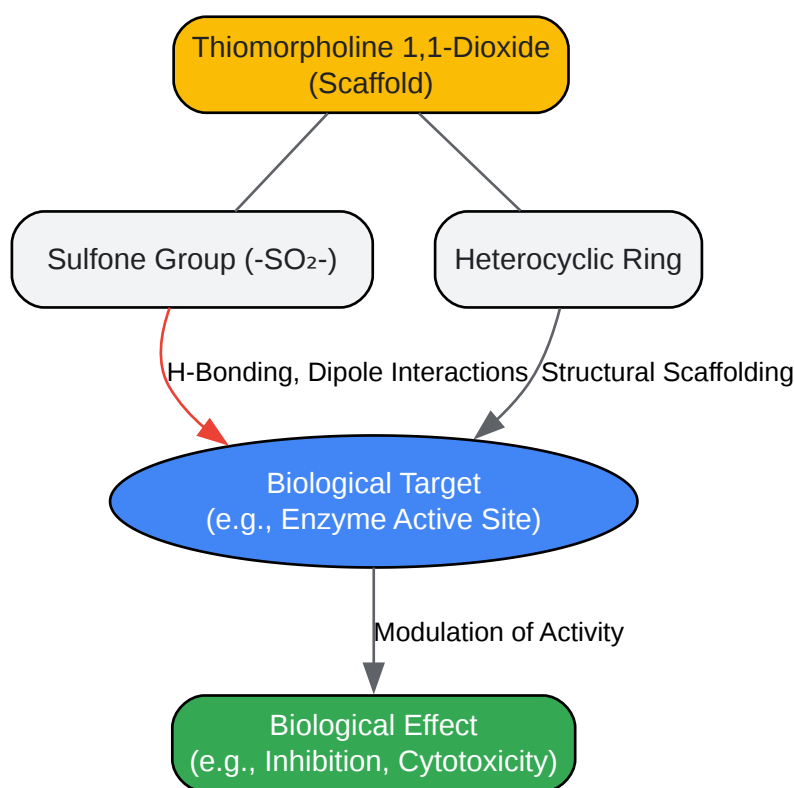 Thiomorpholine 1,1-Dioxide
(Scaffold)
Sulfone Group (-SO₂-)
Heterocyclic Ring
H-Bonding, Dipole Interactions
Structural Scaffolding
Biological Target
(e.g., Enzyme Active Site)
Modulation of Activity
Biological Effect
(e.g., Inhibition, Cytotoxicity)